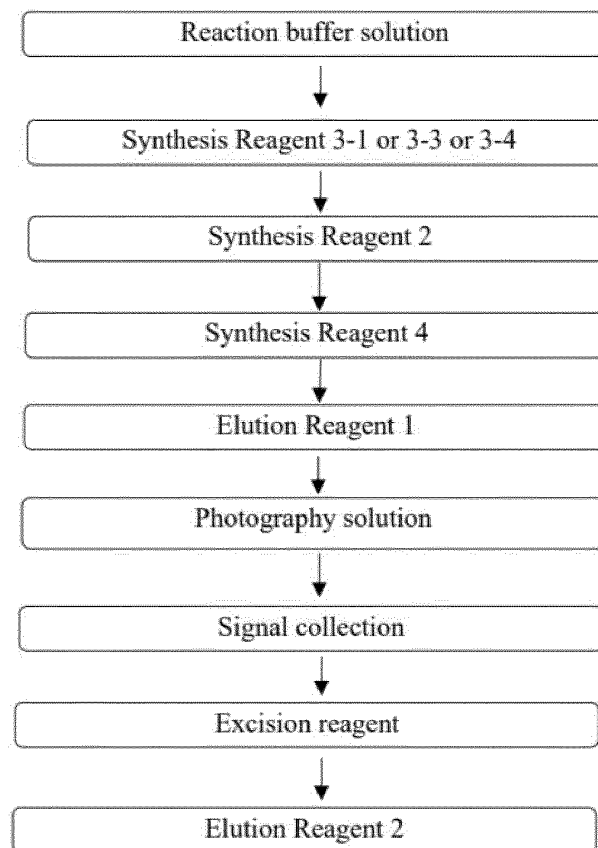 Reaction buffer solution
Synthesis Reagent 3-1 or 3-3 or 3-4
Synthesis Reagent 2
Synthesis Reagent 4
Elution Reagent 1
Photography solution
Signal collection
Excision reagent
Elution Reagent 2